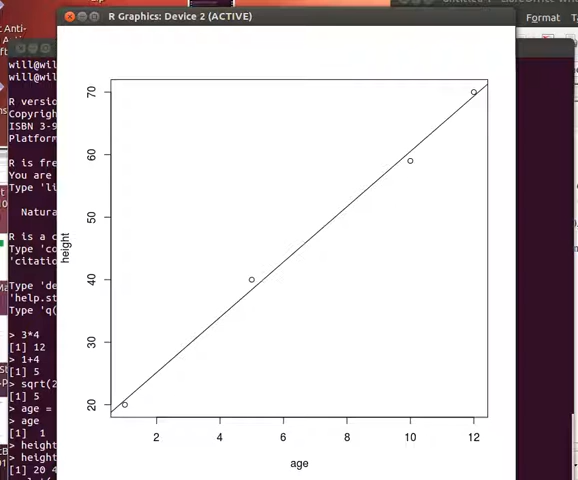 Format
R Graphics: Device 2 (ACTIVE)
Anti-
will@wil
will@wil
R versio
Copyrigh
ISBN 3-9
Platform
R is fre
You are
Type 'li
Natura
R is a c
Type 'co
'citatio
Type 'de
'help.st
Type 'q(
> 3*4
[1] 12
> 1+4
[1] 5
> sqrt(2
[1] 5
> age =
> age
[1] 1
> height
> height
[1] 20 4
70
60
50
40
30
20
height
2 4 6 8 10 12
age